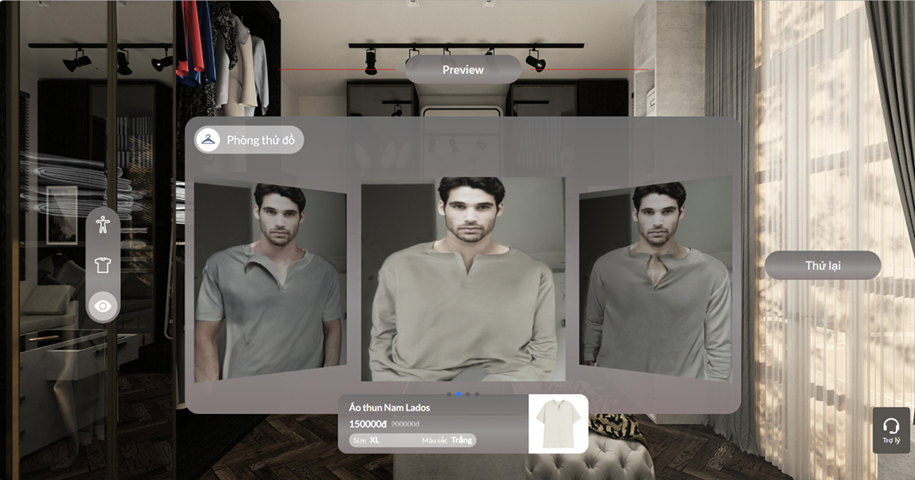 Preview
Phòng thử đồ
Thử lại
Áo thun Nam Lados
150000đ 200000đ
Size XL Màu sắc Trắng
Trợ lý